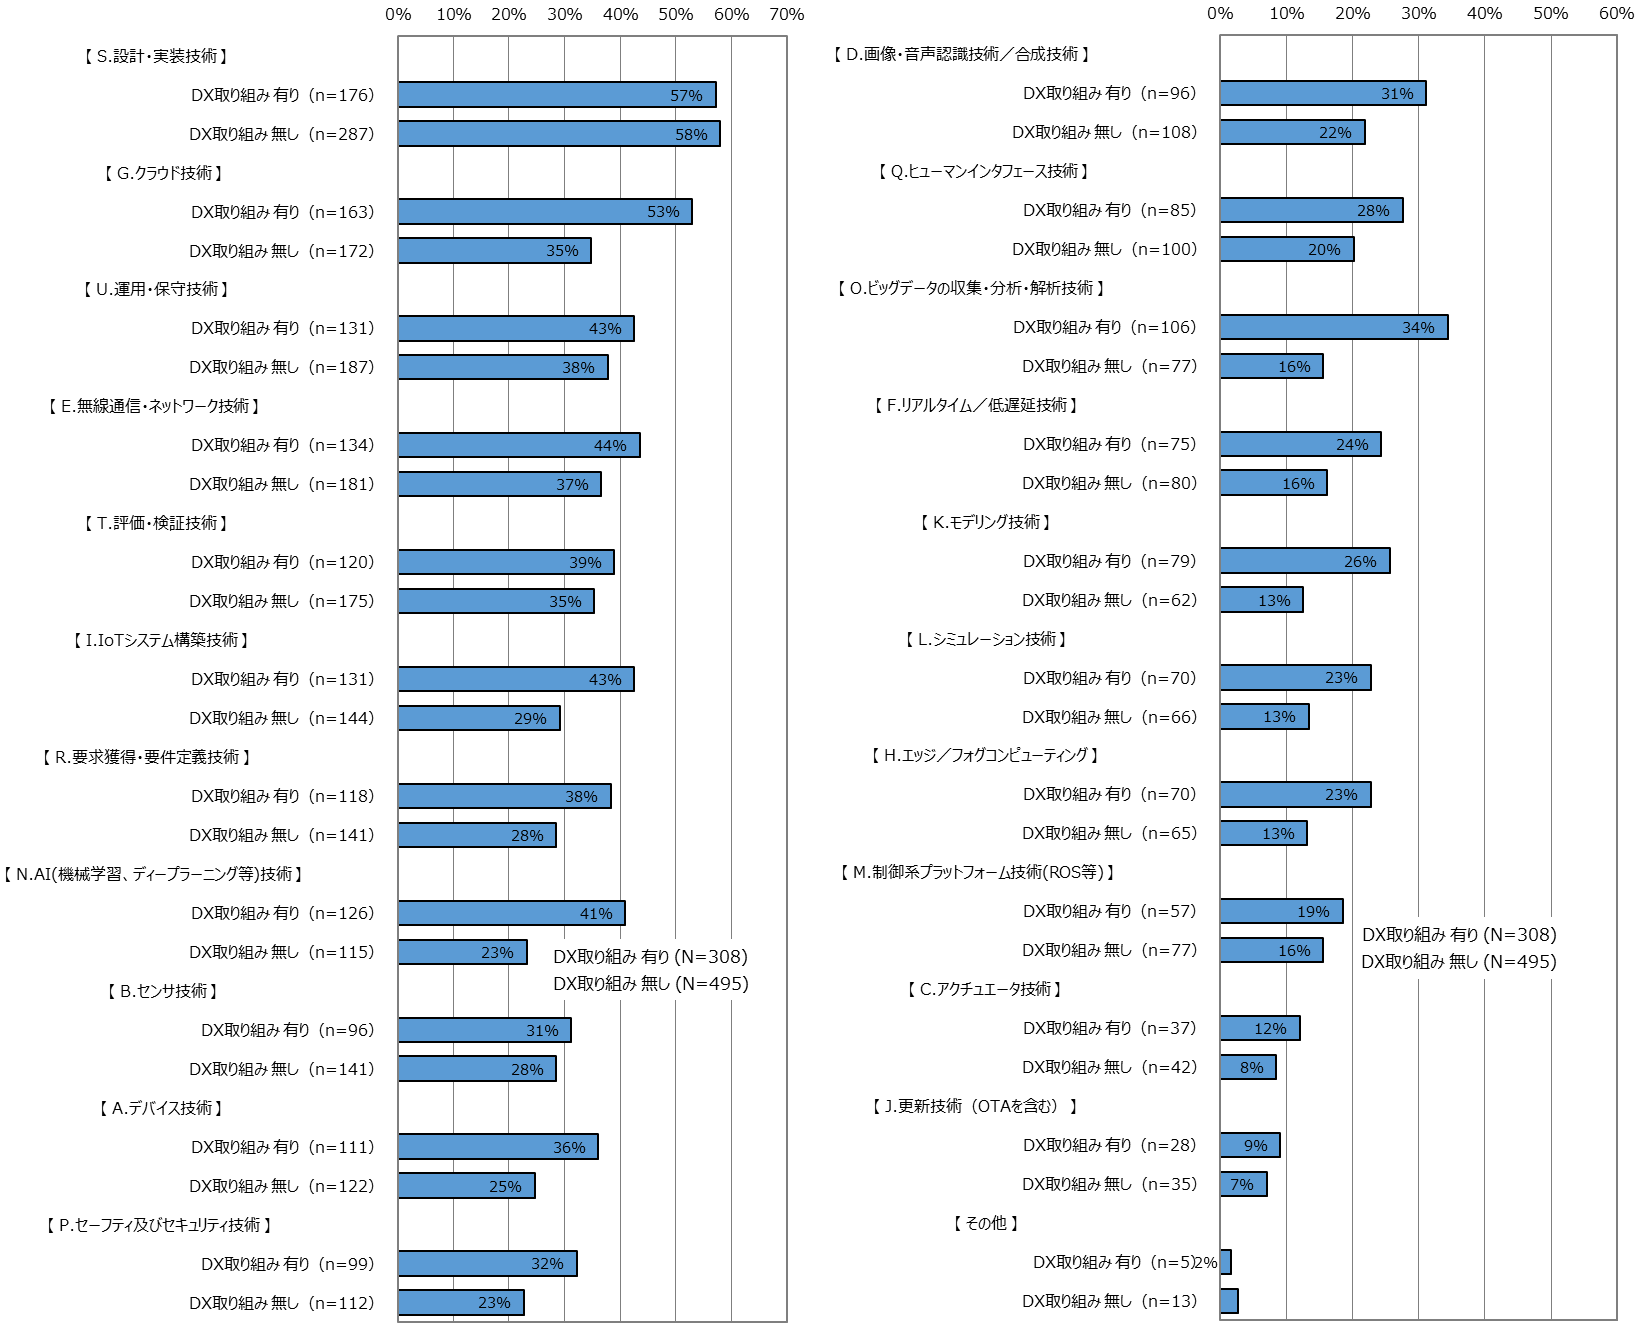 0% 10% 20% 30% 40% 50% 60% 70%
【 S.設計・実装技術 】
DX取り組み 有り（n=176） 57%
DX取り組み 無し（n=287） 58%
【 G.クラウド技術 】
DX取り組み 有り（n=163） 53%
DX取り組み 無し（n=172） 35%
【 U.運用・保守技術 】
DX取り組み 有り（n=131） 43%
DX取り組み 無し（n=187） 38%
【 E.無線通信・ネットワーク技術 】
DX取り組み 有り（n=134） 44%
DX取り組み 無し（n=181） 37%
【 T.評価・検証技術 】
DX取り組み 有り（n=120） 39%
DX取り組み 無し（n=175） 35%
【 I.IoTシステム構築技術 】
DX取り組み 有り（n=131） 43%
DX取り組み 無し（n=144） 29%
【 R.要求獲得・要件定義技術 】
DX取り組み 有り（n=118） 38%
DX取り組み 無し（n=141） 28%
【 N.AI(機械学習、ディープラーニング等)技術 】
DX取り組み 有り（n=126） 41%
DX取り組み 無し（n=115） 23%
DX取り組み 有り (N=308)
DX取り組み 無し (N=495)
【 B.センサ技術 】
DX取り組み 有り（n=96） 31%
DX取り組み 無し（n=141） 28%
【 A.デバイス技術 】
DX取り組み 有り（n=111） 36%
DX取り組み 無し（n=122） 25%
【 P.セーフティ及びセキュリティ技術 】
DX取り組み 有り（n=99） 32%
DX取り組み 無し（n=112） 23%
0% 10% 20% 30% 40% 50% 60%
【 D.画像・音声認識技術／合成技術 】
DX取り組み 有り（n=96） 31%
DX取り組み 無し（n=108） 22%
【 Q.ヒューマンインタフェース技術 】
DX取り組み 有り（n=85） 28%
DX取り組み 無し（n=100） 20%
【 O.ビッグデータの収集・分析・解析技術 】
DX取り組み 有り（n=106） 34%
DX取り組み 無し（n=77） 16%
【 F.リアルタイム／低遅延技術 】
DX取り組み 有り（n=75） 24%
DX取り組み 無し（n=80） 16%
【 K.モデリング技術 】
DX取り組み 有り（n=79） 26%
DX取り組み 無し（n=62） 13%
【 L.シミュレーション技術 】
DX取り組み 有り（n=70） 23%
DX取り組み 無し（n=66） 13%
【 H.エッジ／フォグコンピューティング 】
DX取り組み 有り（n=70） 23%
DX取り組み 無し（n=65） 13%
【 M.制御系プラットフォーム技術(ROS等) 】
DX取り組み 有り（n=57） 19%
DX取り組み 無し（n=77） 16%
DX取り組み 有り (N=308)
DX取り組み 無し (N=495)
【 C.アクチュエータ技術 】
DX取り組み 有り（n=37） 12%
DX取り組み 無し（n=42） 8%
【 J.更新技術（OTAを含む） 】
DX取り組み 有り（n=28） 9%
DX取り組み 無し（n=35） 7%
【 その他 】
DX取り組み 有り（n=5） 2%
DX取り組み 無し（n=13）